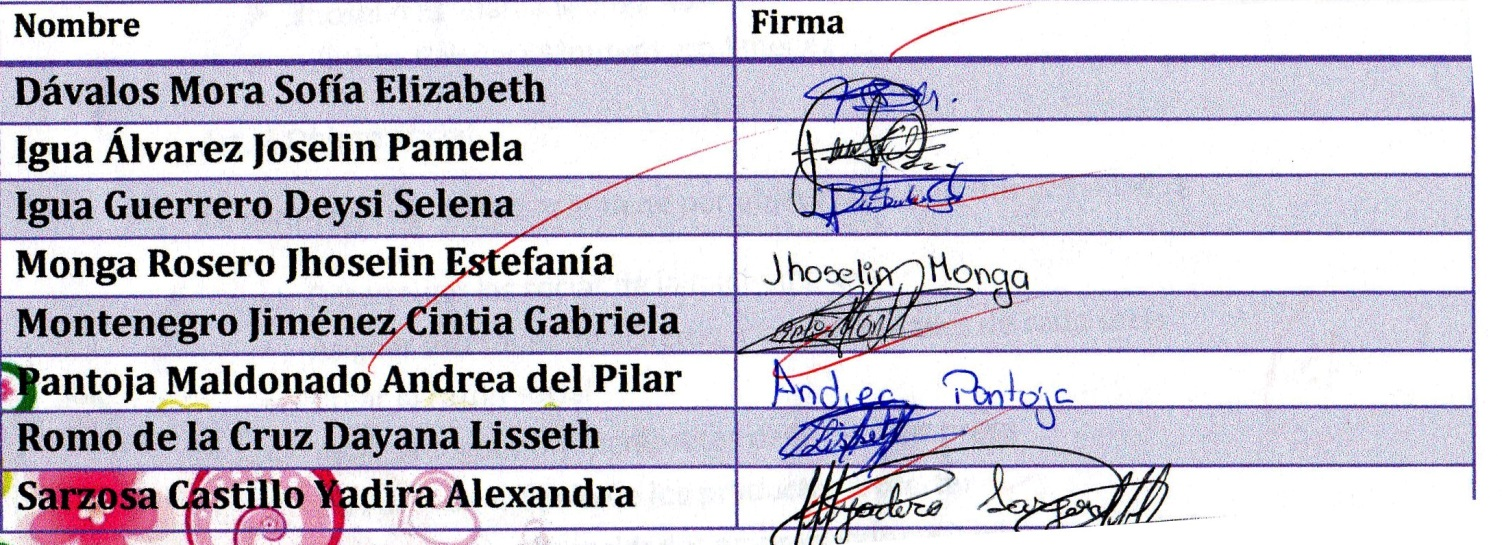 Nombre Firma
Dávalos Mora Sofía Elizabeth
Igua Álvarez Joselin Pamela
Igua Guerrero Deysi Selena
Monga Rosero Jhoselin Estefanía Jhoselin Monga
Montenegro Jiménez Cintia Gabriela
Pantoja Maldonado Andrea del Pilar Andrea Pantoja
Romo de la Cruz Dayana Lisseth Lisseth
Sarzosa Castillo Yadira Alexandra